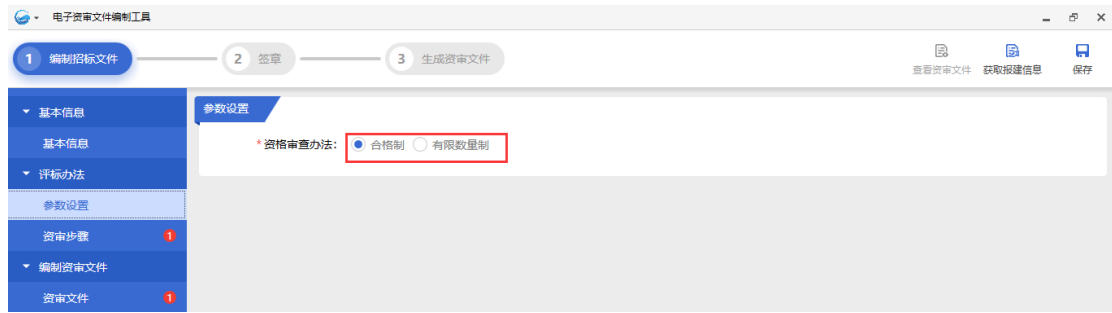 电子资审文件编制工具
1 编制招标文件 2 签章 3 生成资审文件
查看资审文件 获取报建信息 保存
基本信息
基本信息
评标办法
参数设置
资审步骤 1
编制资审文件
资审文件 1
参数设置
*资格审查办法: 合格制 有限数量制